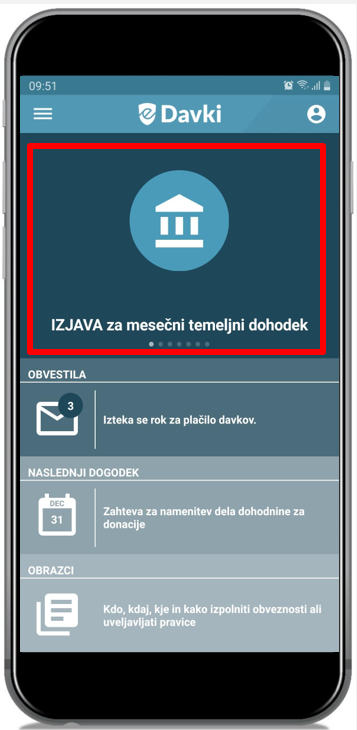 09:51
eDavki
IZJAVA za mesečni temeljni dohodek
OBVESTILA
3
Izteka se rok za plačilo davkov.
NASLEDNJI DOGODEK
DEC
31
Zahteva za namenitev dela dohodnine za
donacije
OBRAZCI
Kdo, kdaj, kje in kako izpolniti obveznosti ali
uveljavljati pravice